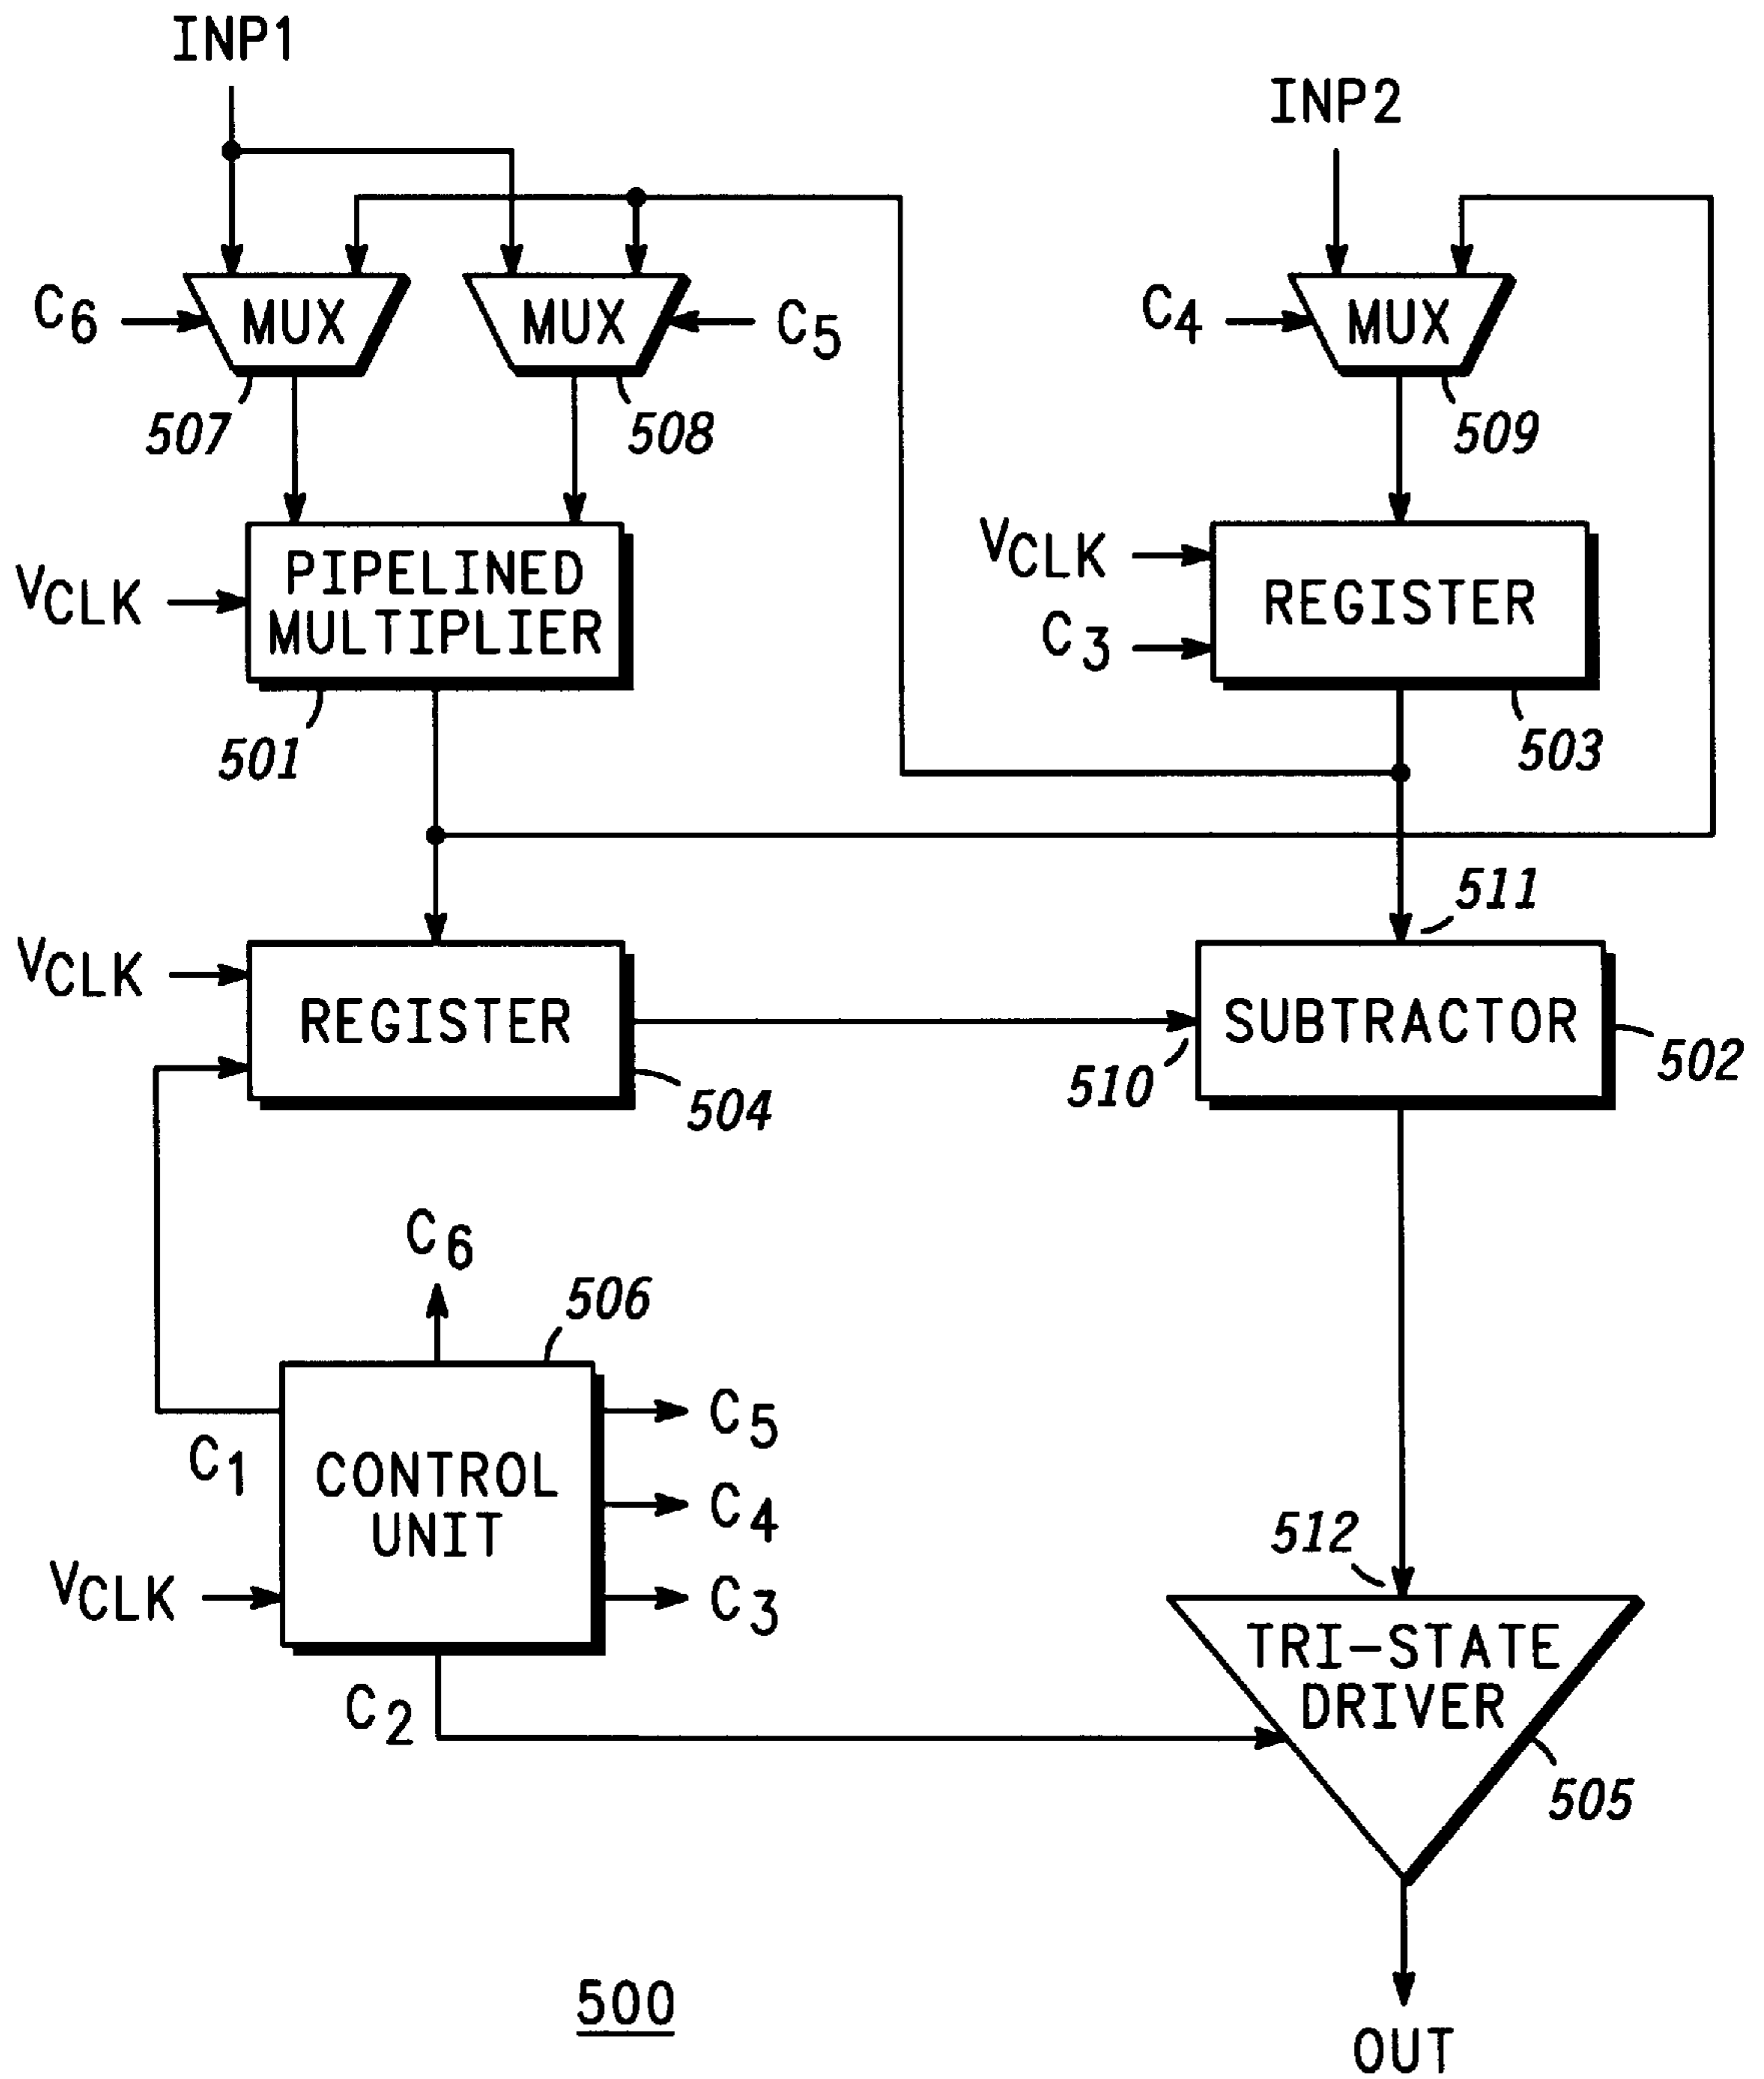 INP1
INP2
C6
MUX
MUX
C5
C4
MUX
507
508
509
VCLK
PIPELINED
MULTIPLIER
VCLK
C3
REGISTER
501
503
511
VCLK
REGISTER
SUBTRACTOR
504
510
502
C6
506
C1
CONTROL
UNIT
C5
C4
C3
VCLK
C2
512
TRI-STATE
DRIVER
505
500
OUT